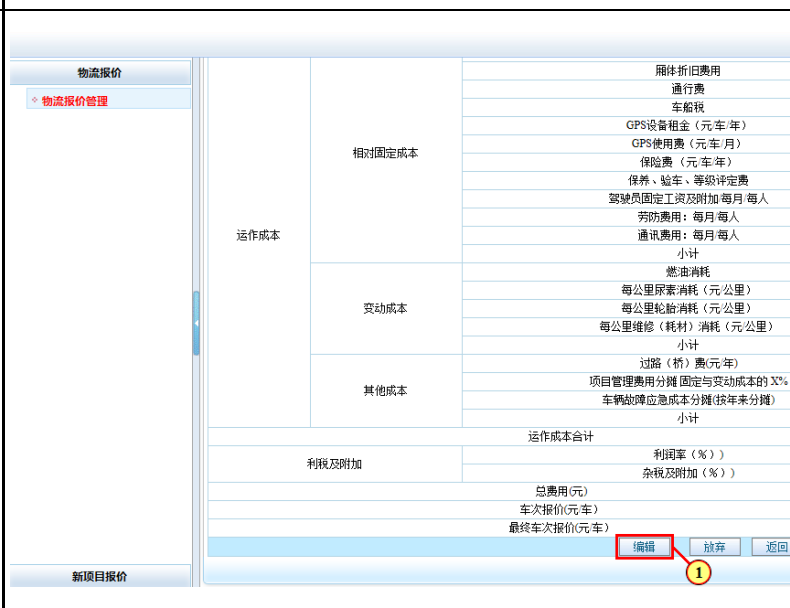 物流报价
物流报价管理
厢体折旧费用
通行费
车船税
GPS设备租金（元/车/年）
GPS使用费（元/车/月）
相对固定成本
保险费 （元/车/年）
保养、验车、等级评定费
驾驶员固定工资及附加/每月/每人
劳防费用：每月/每人
运作成本
通讯费用：每月/每人
小计
燃油消耗
每公里尿素消耗（元/公里）
变动成本
每公里轮胎消耗（元/公里）
每公里维修（耗材）消耗（元/公里）
小计
过路（桥）费(元/年)
项目管理费用分摊 固定与变动成本的 X%
其他成本
车辆故障应急成本分摊(按年来分摊)
小计
运作成本合计
利润率（%））
利税及附加
杂税及附加（%））
总费用(元)
车次报价(元/车)
最终车次报价(元/车)
编辑 放弃 返回
1
新项目报价